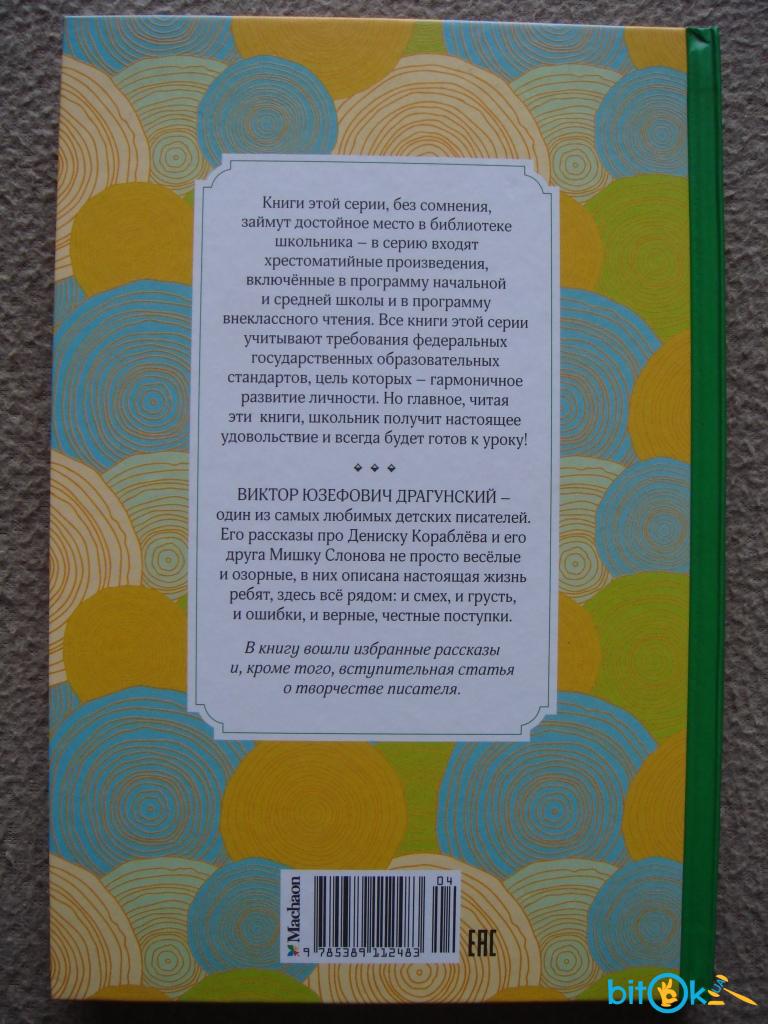 Книги этой серии, без сомнения,
займут достойное место в библиотеке
школьника – в серию входят
хрестоматийные произведения,
включённые в программу начальной
и средней школы и в программу
внеклассного чтения. Все книги этой серии
учитывают требования федеральных
государственных образовательных
стандартов, цель которых – гармоничное
развитие личности. Но главное, читая
эти книги, школьник получит настоящее
удовольствие и всегда будет готов к уроку!
ВИКТОР ЮЗЕФОВИЧ ДРАГУНСКИЙ –
один из самых любимых детских писателей.
Его рассказы про Дениску Кораблёва и его
друга Мишку Слонова не просто весёлые
и озорные, в них описана настоящая жизнь
ребят, здесь всё рядом: и смех, и грусть,
и ошибки, и верные, честные поступки.
В книгу вошли избранные рассказы
и, кроме того, вступительная статья
о творчестве писателя.
Machaon
04
9 785389 112483
EAC
bitOk.UA